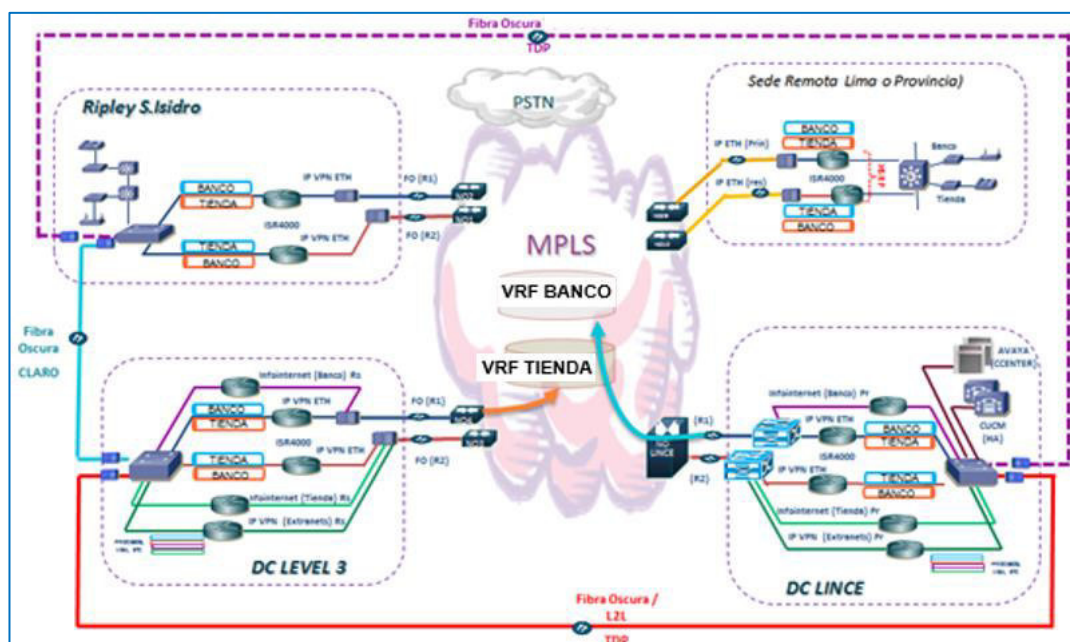 Fibra Oscura
TDP
Ripley S.Isidro
PSTN
Sede Remota Lima o Provincia)
BANCO
TIENDA
IP VPN ETH
FO (R1)
ISR4000
TIENDA
BANCO
IP VPN ETH
FO (R2)
IP ETH (Prin)
BANCO
TIENDA
ISR4000
Banco
IP ETH (res)
TIENDA
BANCO
Tienda
MPLS
VRF BANCO
VRF TIENDA
Fibra
Oscura
CLARO
Infointernet (Banco) Rs
IP VPN ETH
BANCO
TIENDA
FO (R1)
ISR4000
TIENDA
BANCO
IP VPN ETH
FO (R2)
Infointernet (Tienda) Rs
IP VPN (Extranets) Rs
DC LEVEL 3
AVAYA
(CCENTER)
CUCM
(HA)
Infointernet (Banco) Pr
(R1)
IP VPN ETH
BANCO
TIENDA
LINCE
ISR4000
(R2)
IP VPN ETH
TIENDA
BANCO
Infointernet (Tienda) Pr
IP VPN (Extranets) Pr
DC LINCE
Fibra Oscura /
L2L
TDP